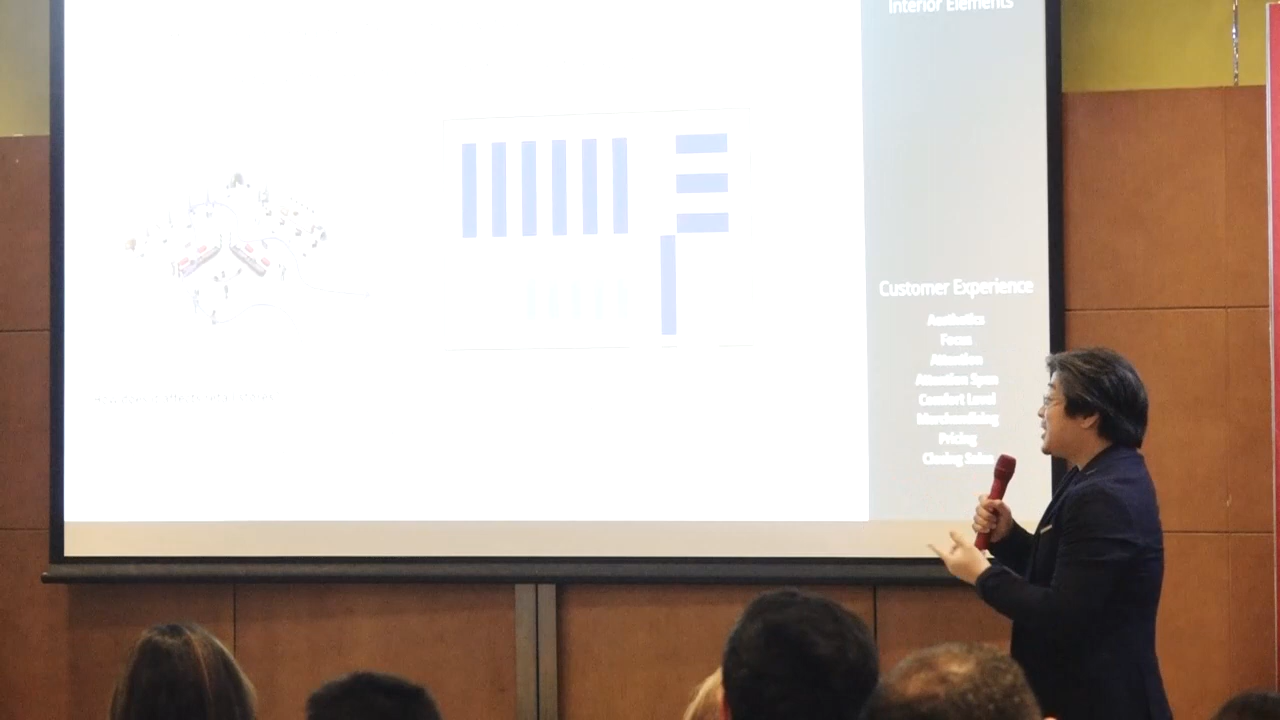 Interior Elements
Customer Experience
Aesthetics
Focus
Attention
Attention Span
Comfort Level
Merchandising
Pricing
Closing Sales